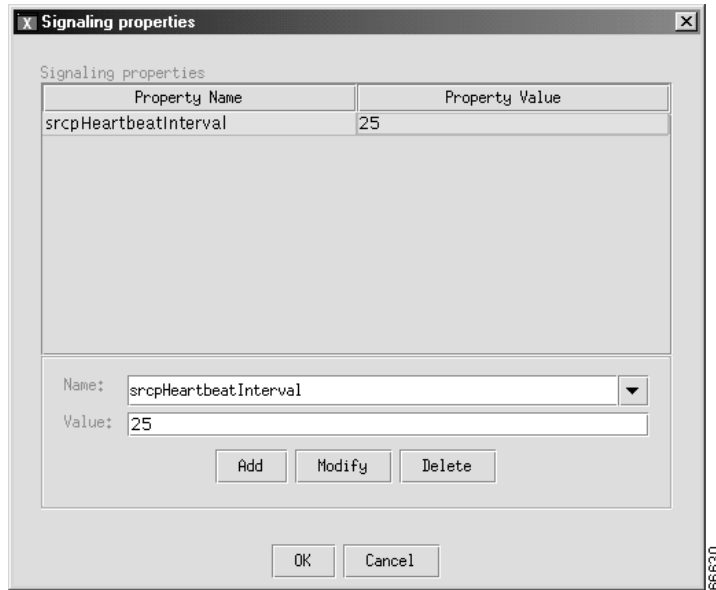 X Signaling properties
Signaling properties
Property Name Property Value
srcpHeartbeatInterval 25
Name: srcpHeartbeatInterval
Value: 25
Add Modify Delete
OK Cancel
66630